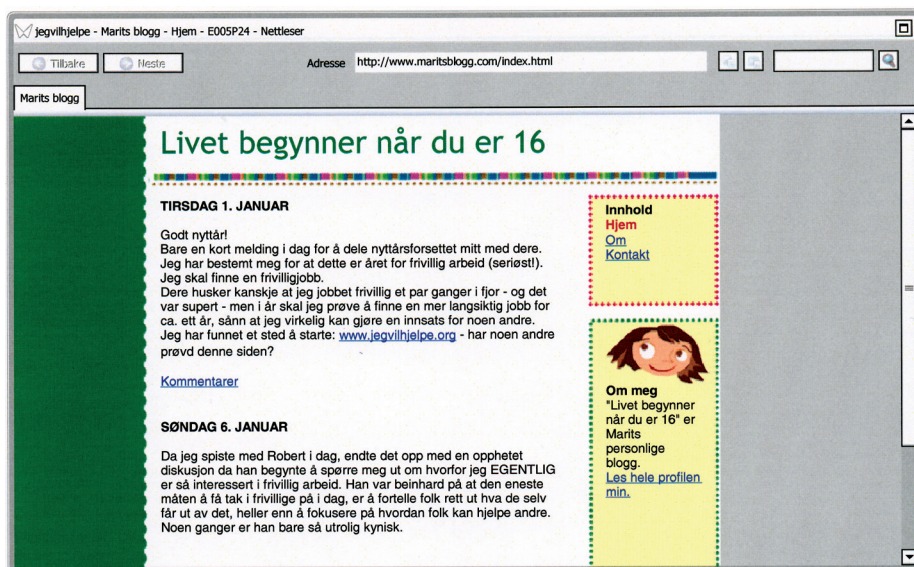 jegvilhjelpe - Marits blogg - Hjem - E005P24 - Nettleser
Tilbake
Neste
Adresse
http://www.maritsblogg.com/index.html
Marits blogg
Livet begynner når du er 16
TIRSDAG 1. JANUAR
Godt nyttår!
Bare en kort melding i dag for å dele nyttårsforsettet mitt med dere.
Jeg har bestemt meg for at dette er året for frivillig arbeid (seriøst!).
Jeg skal finne en frivilligjobb.
Dere husker kanskje at jeg jobbet frivillig et par ganger i fjor - og det
var supert - men i år skal jeg prøve å finne en mer langsiktig jobb for
ca. ett år, sånn at jeg virkelig kan gjøre en innsats for noen andre.
Jeg har funnet et sted å starte: www.jegvilhjelpe.org - har noen andre
prøvd denne siden?
Kommentarer
SØNDAG 6. JANUAR
Da jeg spiste med Robert i dag, endte det opp med en opphetet
diskusjon da han begynte å spørre meg ut om hvorfor jeg EGENTLIG
er så interessert i frivillig arbeid. Han var beinhard på at den eneste
måten å få tak i frivillige på i dag, er å fortelle folk rett ut hva de selv
får ut av det, heller enn å fokusere på hvordan folk kan hjelpe andre.
Noen ganger er han bare så utrolig kynisk.
Innhold
Hjem
Om
Kontakt
Om meg
"Livet begynner
når du er 16" er
Marits
personlige
blogg.
Les hele profilen
min.